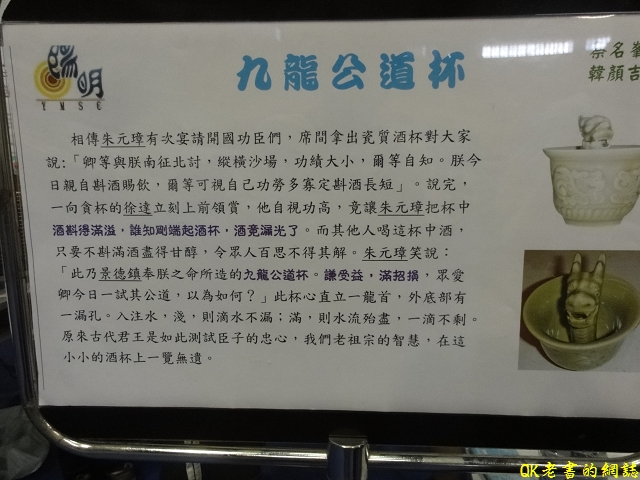 陽明
YMSC
九龍公道杯
韓顏吉
相傳朱元璋有次宴請開國功臣們，席間拿出瓷質酒杯對大家
說:「卿等與朕南征北討，縱橫沙場，功績大小，爾等自知。朕今
日親自斟酒賜飲，爾等可視自己功勞多寡定斟酒長短」。說完，
一向貪杯的徐達立刻上前領賞，他自視功高，竟讓朱元璋把杯中
酒斟得滿溢，誰知剛端起酒杯，酒竟漏光了。而其他人喝這杯中酒，
只要不斟滿酒盡得甘醇，令眾人百思不得其解。朱元璋笑說：
「此乃景德鎮奉朕之命所造的九龍公道杯。謙受益，滿招損，眾愛
卿今日一試其公道，以為如何？」此杯心直立一龍首，外底部有
一漏孔。入注水，淺，則滴水不漏；滿，則水流殆盡，一滴不剩。
原來古代君王是如此測試臣子的忠心，我們老祖宗的智慧，在這
小小的酒杯上一覽無遺。
QK老書的網誌